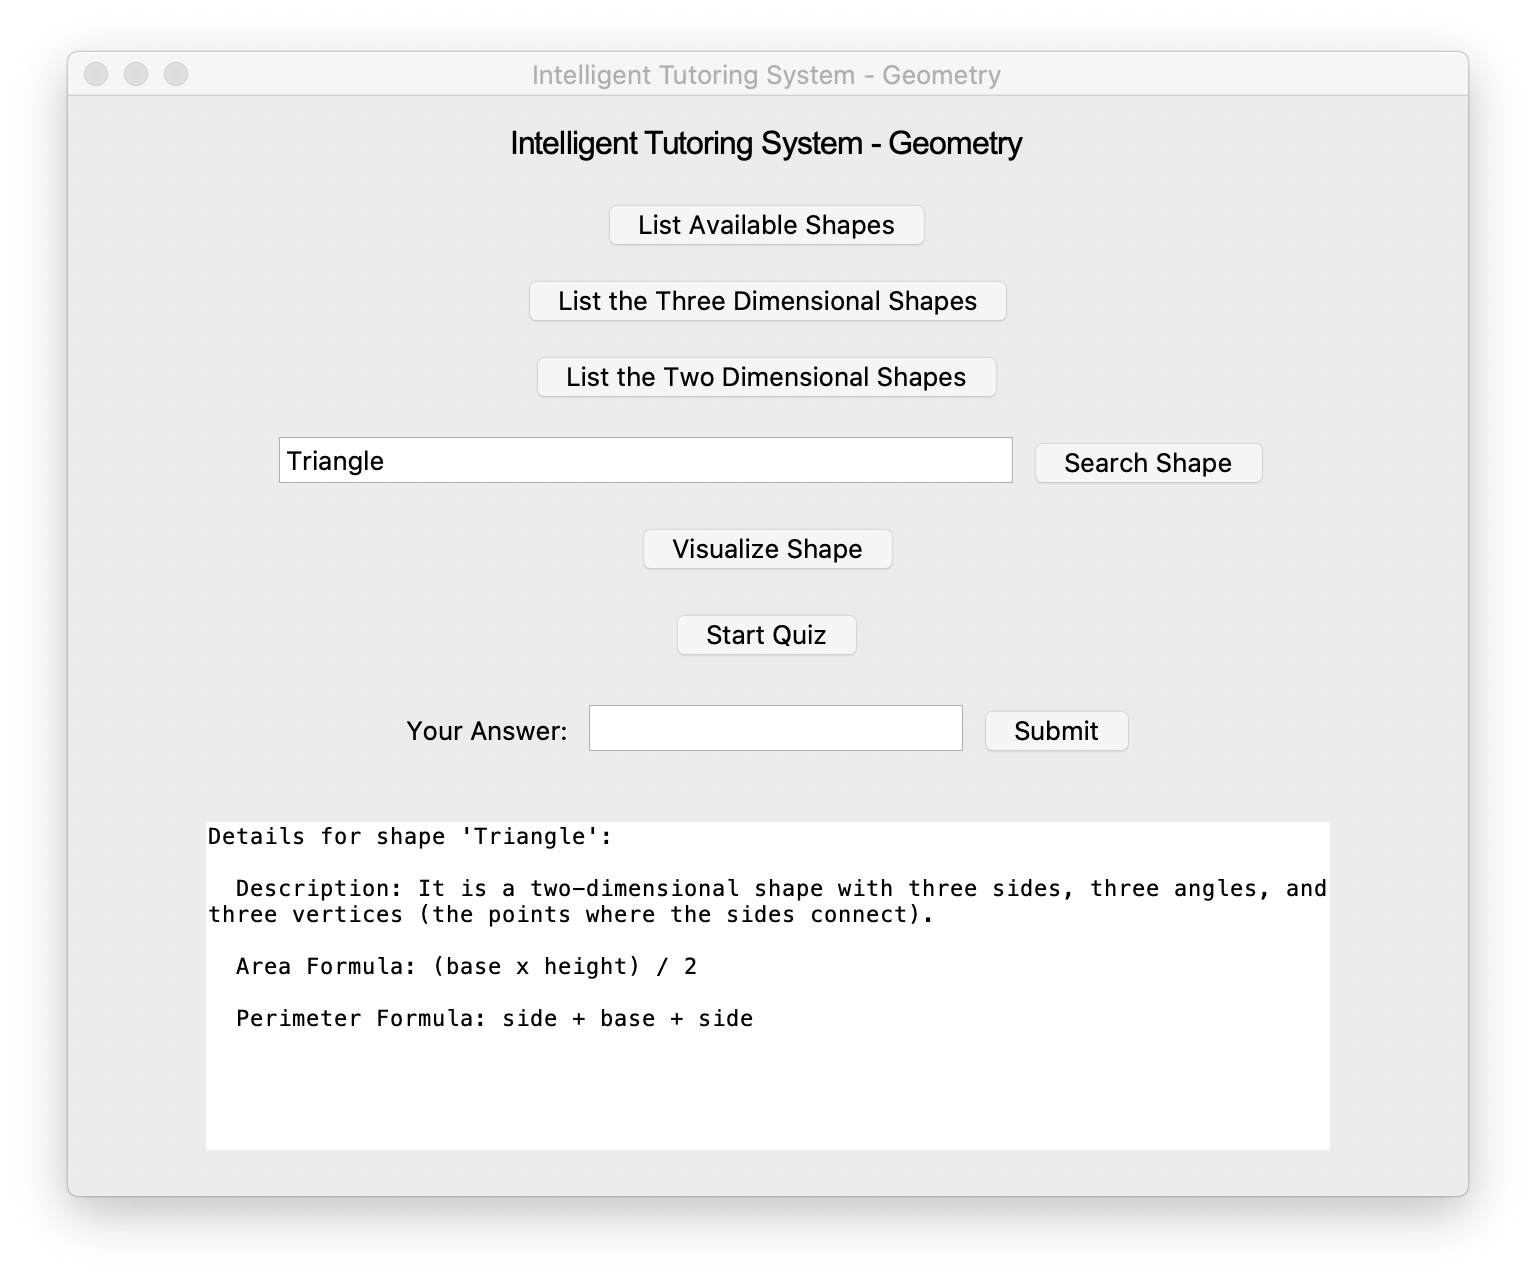 Intelligent Tutoring System - Geometry
Intelligent Tutoring System - Geometry
List Available Shapes
List the Three Dimensional Shapes
List the Two Dimensional Shapes
Triangle Search Shape
Visualize Shape
Start Quiz
Your Answer: Submit
Details for shape 'Triangle':
Description: It is a two-dimensional shape with three sides, three angles, and
three vertices (the points where the sides connect).
Area Formula: (base x height) / 2
Perimeter Formula: side + base + side